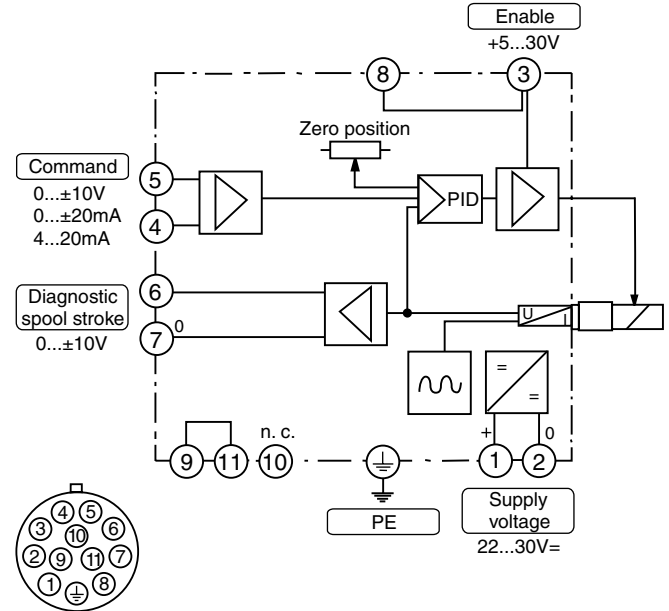 Enable
+5...30V
8
3
Zero position
Command
0...±10V
0...±20mA
4...20mA
5
4
PID
Diagnostic
spool stroke
0...±10V
6
7
0
U
I
=
=
n. c.
+
0
9
11
10
1
2
PE
Supply
voltage
22...30V=
4
5
3
10
6
2
9
11
7
1
8